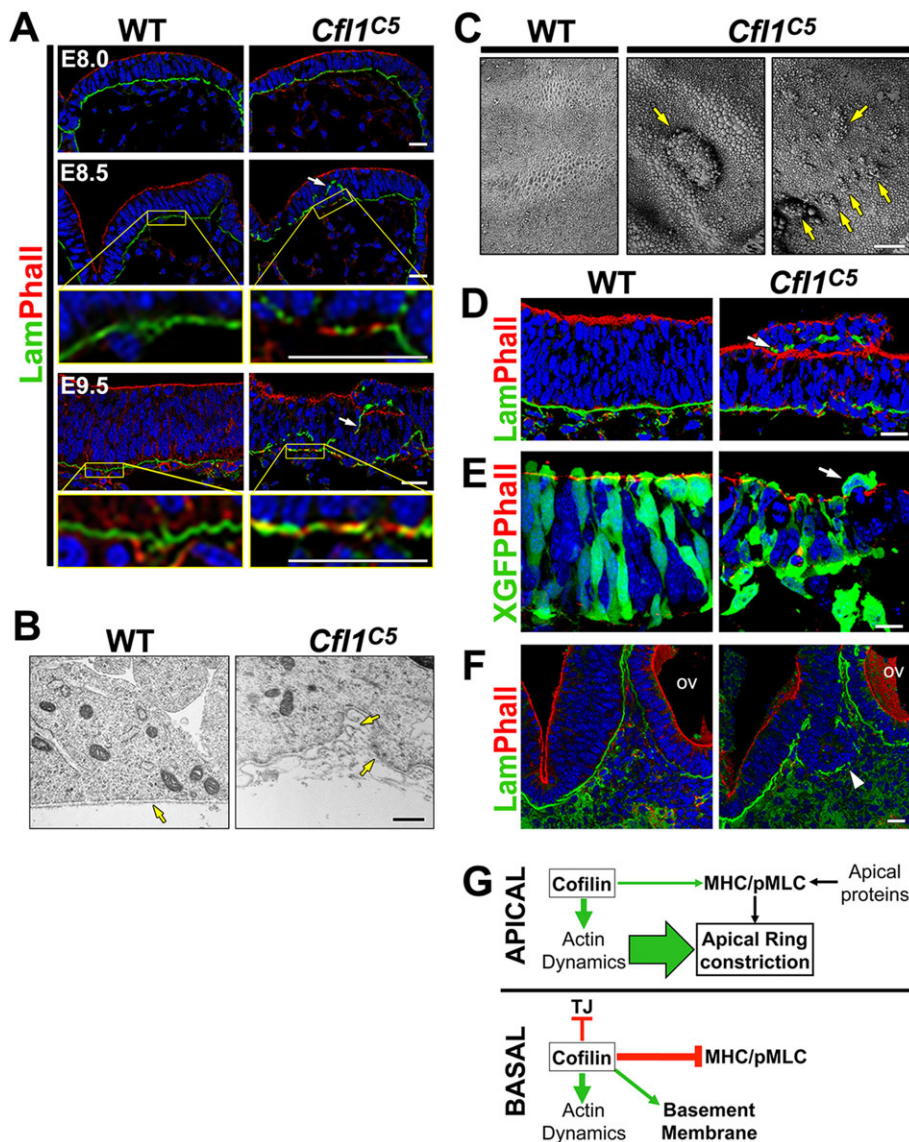 A
WT
Cfl1C5
E8.0
E8.5
E9.5
LamPhall
B
WT
Cfl1C5
C
WT
Cfl1C5
WT
Cfl1C5
D
LamPhall
E
XGFPPhall
F
LamPhall
ov
ov
G
APICAL
Cofilin
MHC/pMLC
Apical
proteins
Actin
Dynamics
Apical Ring
constriction
BASAL
TJ
Cofilin
MHC/pMLC
Actin
Dynamics
Basement
Membrane